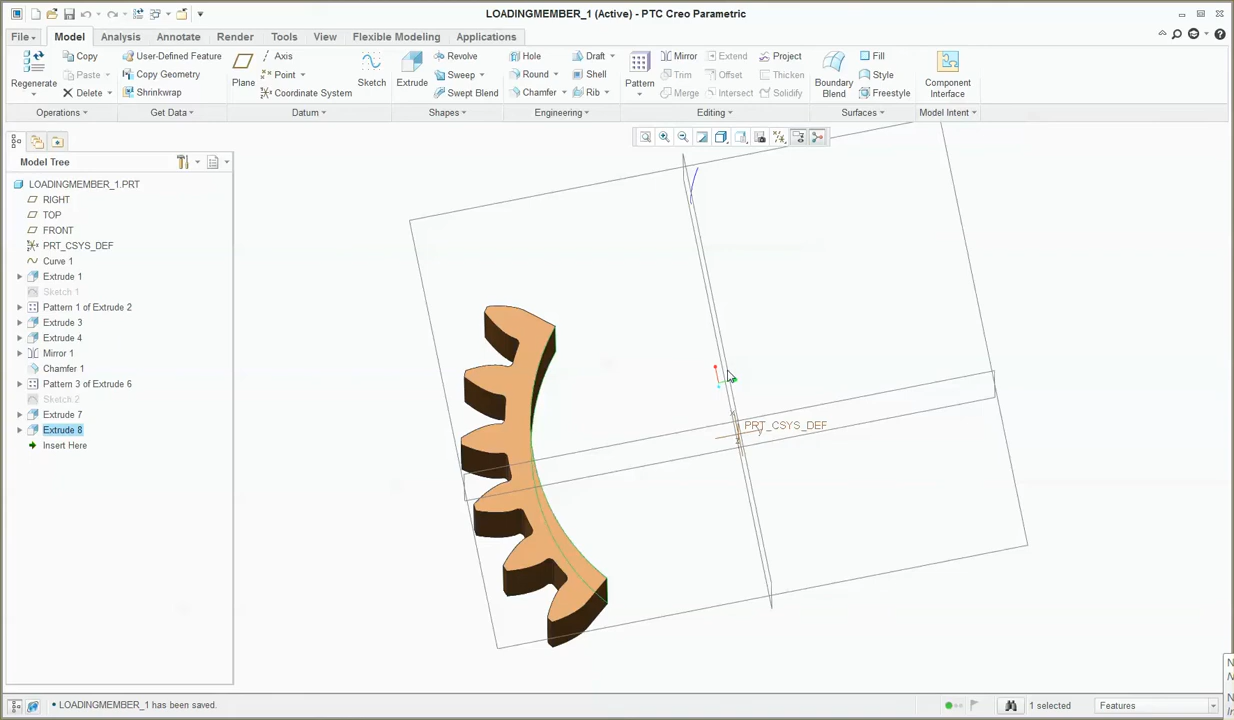 LOADINGMEMBER_1 (Active) - PTC Creo Parametric
File Model Analysis Annotate Render Tools View Flexible Modeling Applications
Regenerate
Copy
Paste
Delete
Operations
User-Defined Feature
Copy Geometry
Shrinkwrap
Get Data
Plane
Axis
Point
Coordinate System
Datum
Sketch
Extrude
Revolve
Sweep
Swept Blend
Shapes
Hole
Round
Chamfer
Draft
Shell
Rib
Engineering
Pattern
Mirror
Trim
Merge
Extend
Offset
Intersect
Project
Thicken
Solidify
Editing
Boundary
Blend
Fill
Style
Freestyle
Surfaces
Component
Interface
Model Intent
Model Tree
LOADINGMEMBER_1.PRT
RIGHT
TOP
FRONT
PRT_CSYS_DEF
Curve 1
Extrude 1
Sketch 1
Pattern 1 of Extrude 2
Extrude 3
Extrude 4
Mirror 1
Chamfer 1
Pattern 3 of Extrude 6
Sketch 2
Extrude 7
Extrude 8
Insert Here
PRT_CSYS_DEF
• LOADINGMEMBER_1 has been saved.
1 selected
Features